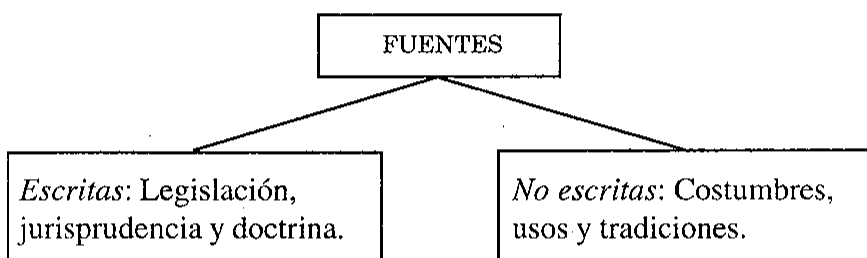 FUENTES
Escritas: Legislación,
jurisprudencia y doctrina.
No escritas: Costumbres,
usos y tradiciones.